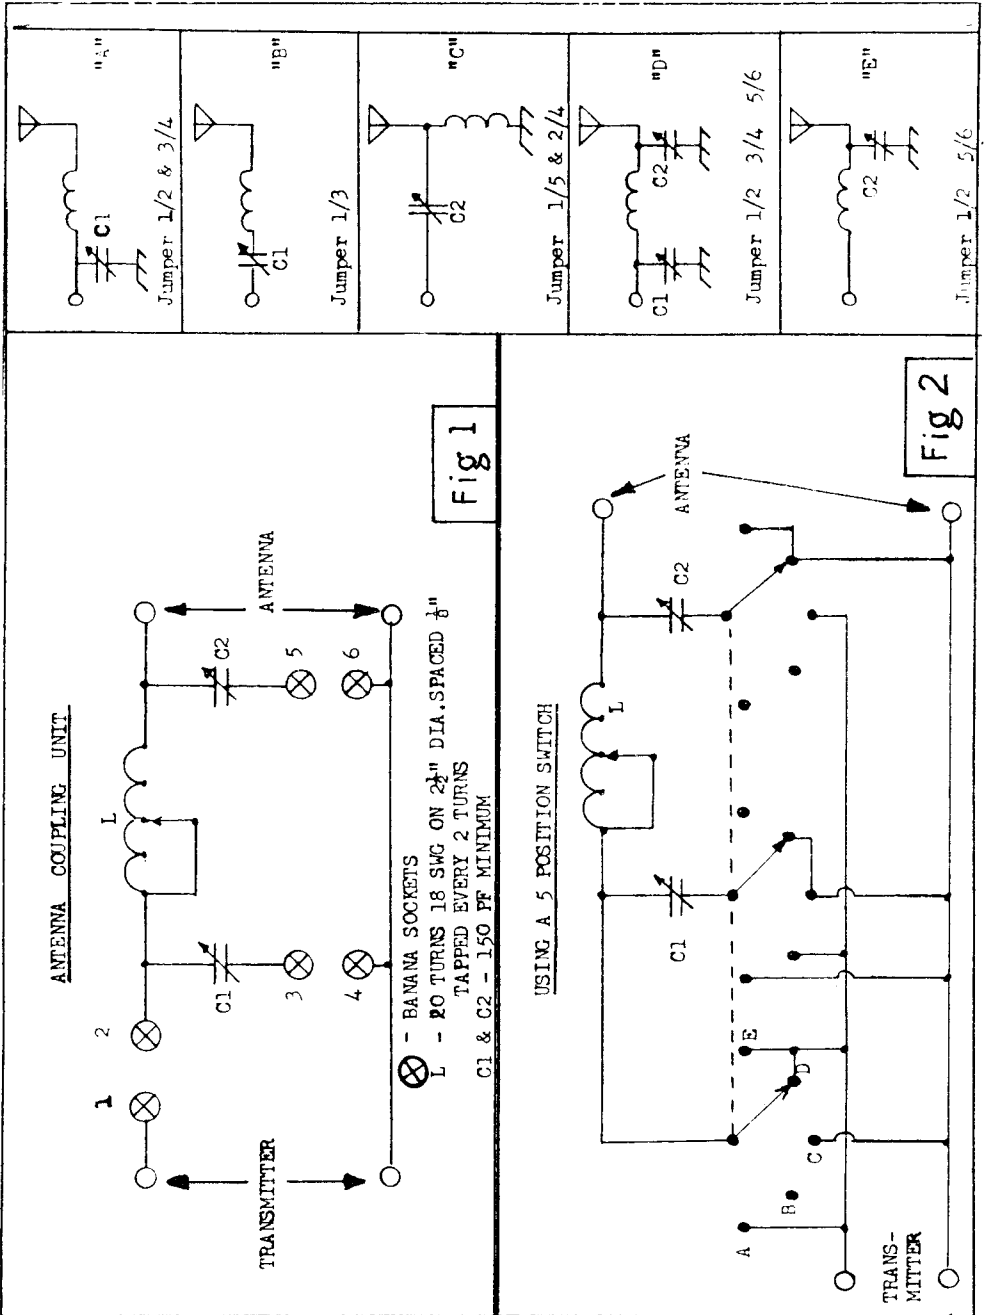 ANTENNA COUPLING UNIT
1
2
L
C1
C2
3
4
5
6
TRANSMITTER
ANTENNA
- BANANA SOCKETS
L - 20 TURNS 18 SWG ON 2½" DIA. SPACED ⅛"
TAPPED EVERY 2 TURNS
C1 & C2 - 150 PF MINIMUM
Fig 1
USING A 5 POSITION SWITCH
L
C1
C2
A
B
C
D
E
TRANS-
MITTER
ANTENNA
Fig 2
"A"
C1
Jumper 1/2 & 3/4
"B"
C1
Jumper 1/3
"C"
C2
Jumper 1/5 & 2/4
"D"
C1
C2
Jumper 1/2 3/4 5/6
"E"
C2
Jumper 1/2 5/6